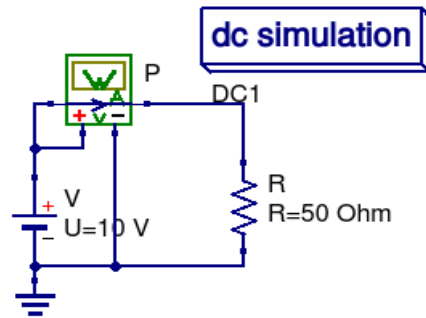 dc simulation
P
DC1
W
A
+ V −
R
R=50 Ohm
+
V
U=10 V
−